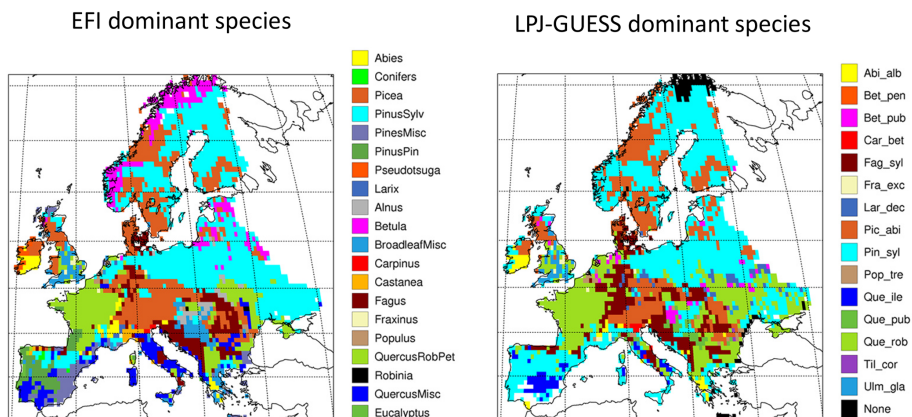 EFI dominant species
LPJ-GUESS dominant species
Abies
Conifers
Picea
PinusSylv
PinesMisc
PinusPin
Pseudotsuga
Larix
Alnus
Betula
BroadleafMisc
Carpinus
Castanea
Fagus
Fraxinus
Populus
QuercusRobPet
Robinia
QuercusMisc
Eucalyptus
Abi_alb
Bet_pen
Bet_pub
Car_bet
Fag_syl
Fra_exc
Lar_dec
Pic_abi
Pin_syl
Pop_tre
Que_ile
Que_pub
Que_rob
Til_cor
Ulm_gla
None